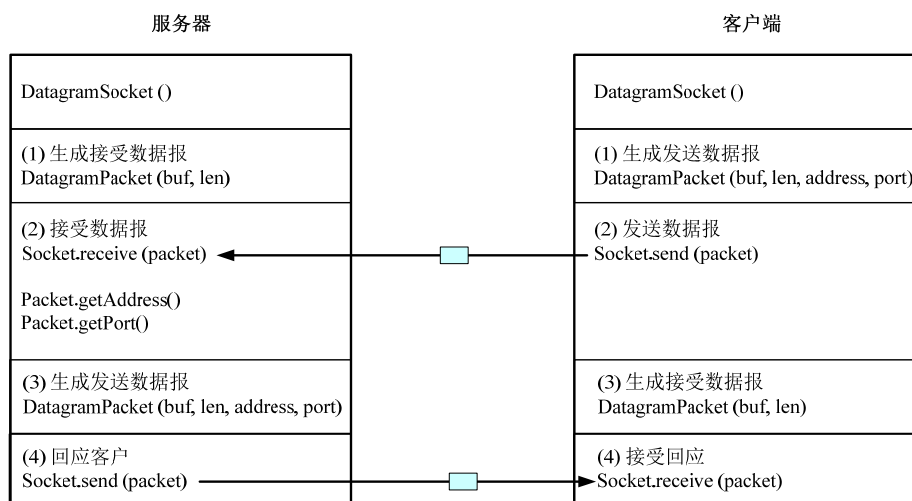 服务器
DatagramSocket ()
(1) 生成接受数据报
DatagramPacket (buf, len)
(2) 接受数据报
Socket.receive (packet)
Packet.getAddress()
Packet.getPort()
(3) 生成发送数据报
DatagramPacket (buf, len, address, port)
(4) 回应客户
Socket.send (packet)
客户端
DatagramSocket ()
(1) 生成发送数据报
DatagramPacket (buf, len, address, port)
(2) 发送数据报
Socket.send (packet)
(3) 生成接受数据报
DatagramPacket (buf, len)
(4) 接受回应
Socket.receive (packet)